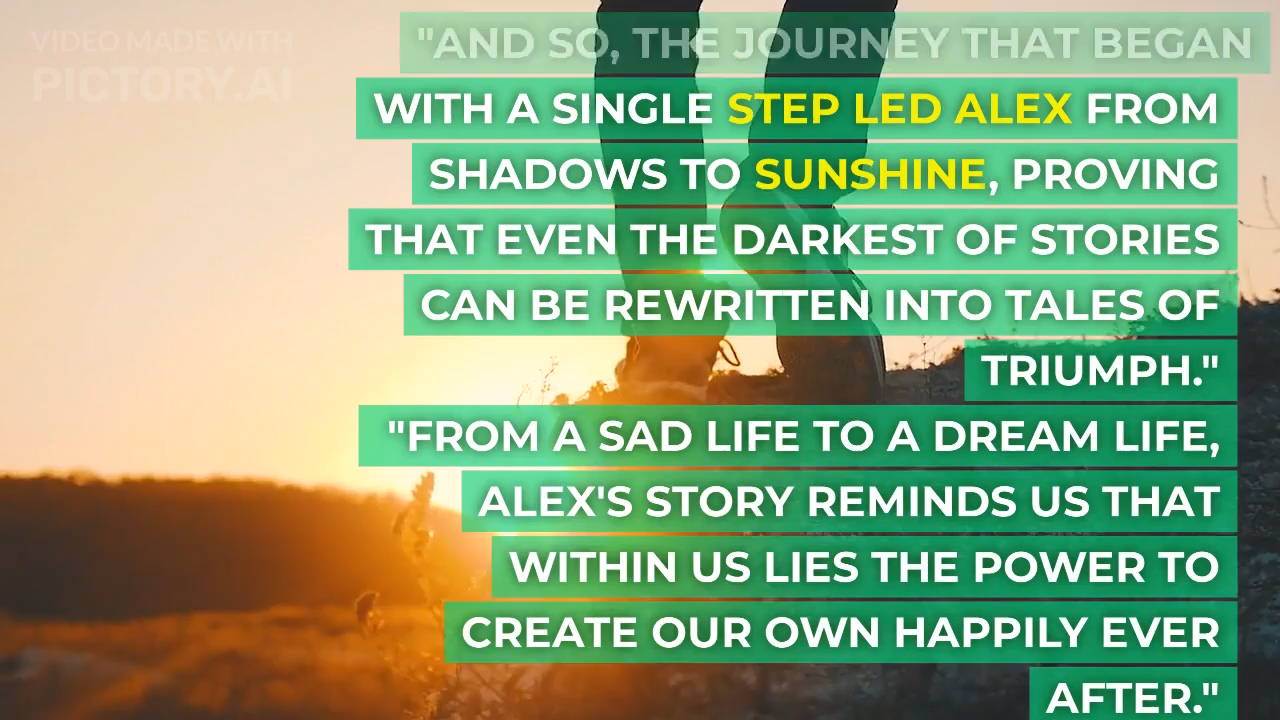 VIDEO MADE WITH
PICTORY.AI
"AND SO, THE JOURNEY THAT BEGAN
WITH A SINGLE STEP LED ALEX FROM
SHADOWS TO SUNSHINE, PROVING
THAT EVEN THE DARKEST OF STORIES
CAN BE REWRITTEN INTO TALES OF
TRIUMPH."
"FROM A SAD LIFE TO A DREAM LIFE,
ALEX'S STORY REMINDS US THAT
WITHIN US LIES THE POWER TO
CREATE OUR OWN HAPPILY EVER
AFTER."